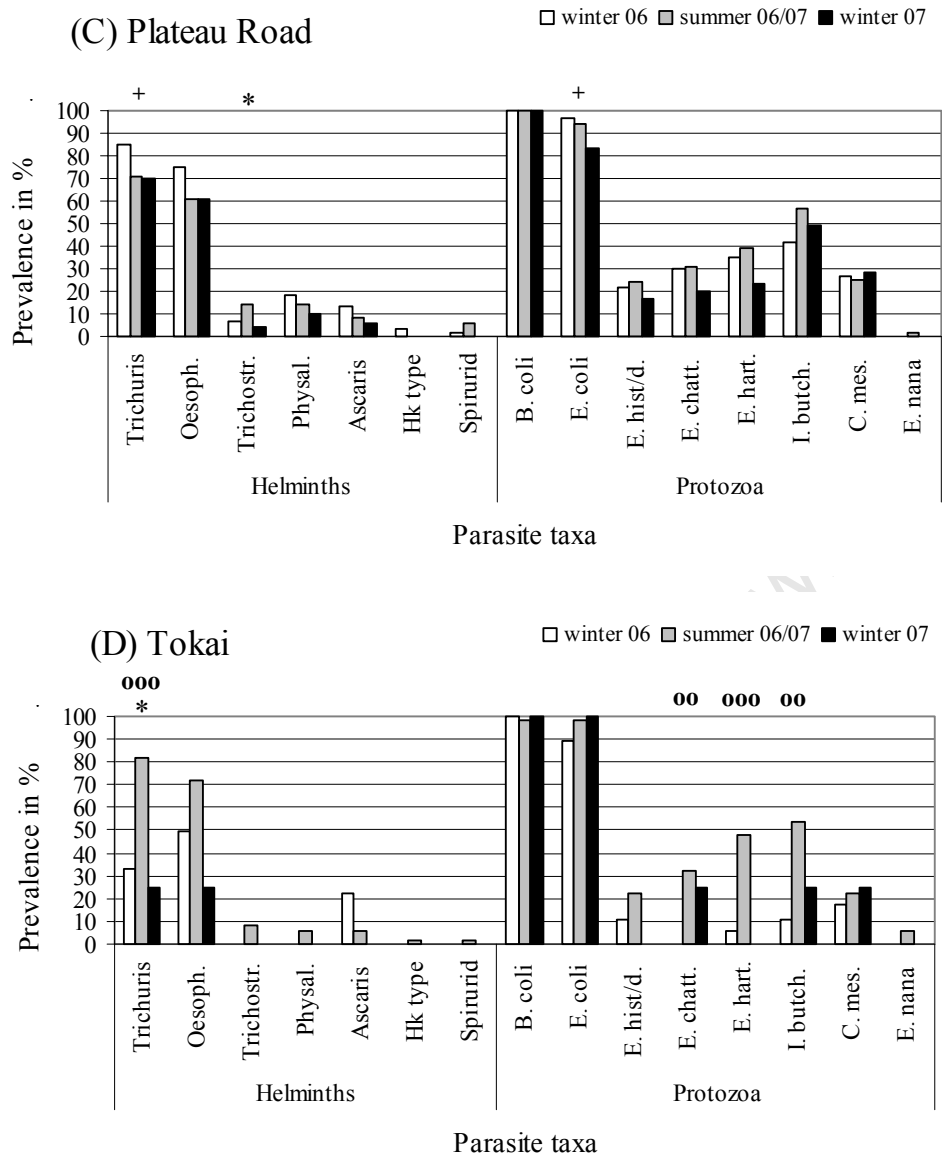 (C) Plateau Road
winter 06 summer 06/07 winter 07
+ * +
Prevalence in %
100
90
80
70
60
50
40
30
20
10
0
Trichuris Oesoph. Trichostr. Physal. Ascaris Hk type Spirurid B. coli E. coli E. hist/d. E. chatt. E. hart. I. butch. C. mes. E. nana
Helminths Protozoa
Parasite taxa
(D) Tokai
winter 06 summer 06/07 winter 07
ooo oo ooo oo
*
Prevalence in %
100
90
80
70
60
50
40
30
20
10
0
Trichuris Oesoph. Trichostr. Physal. Ascaris Hk type Spirurid B. coli E. coli E. hist/d. E. chatt. E. hart. I. butch. C. mes. E. nana
Helminths Protozoa
Parasite taxa